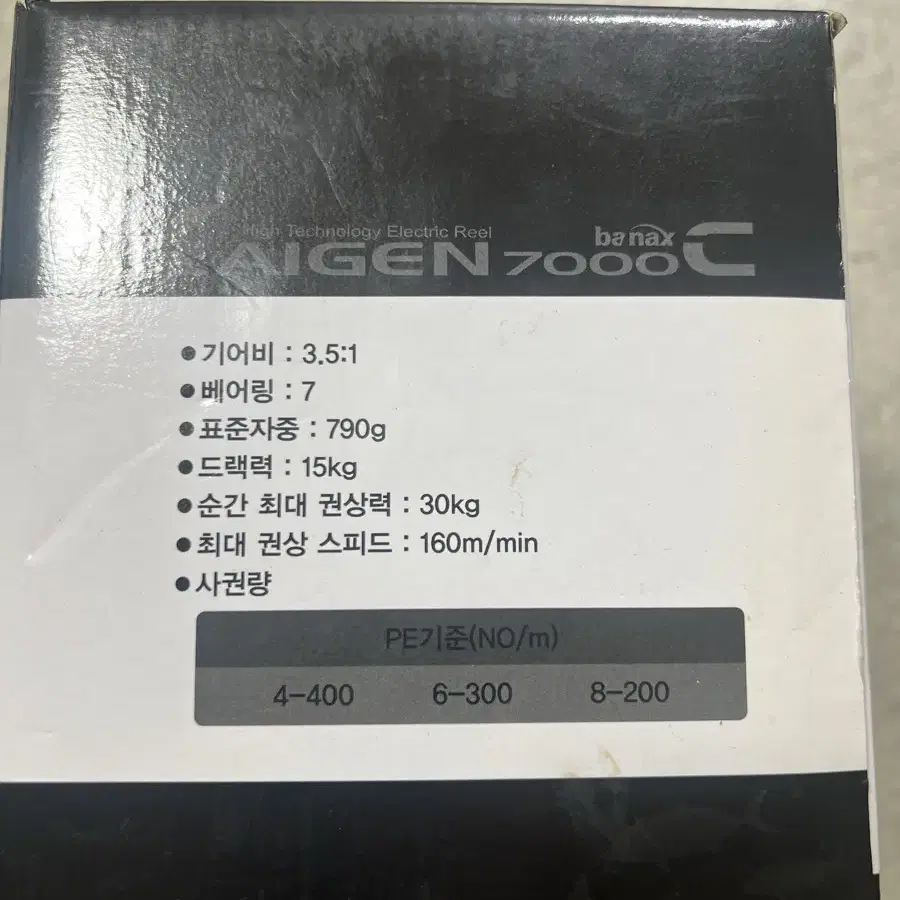 High Technology Electric Reel
banax
AIGEN 7000C
● 기어비 : 3.5:1
● 베어링 : 7
● 표준자중 : 790g
● 드랙력 : 15kg
● 순간 최대 권상력 : 30kg
● 최대 권상 스피드 : 160m/min
● 사권량
PE기준(NO/m)
4-400 6-300 8-200